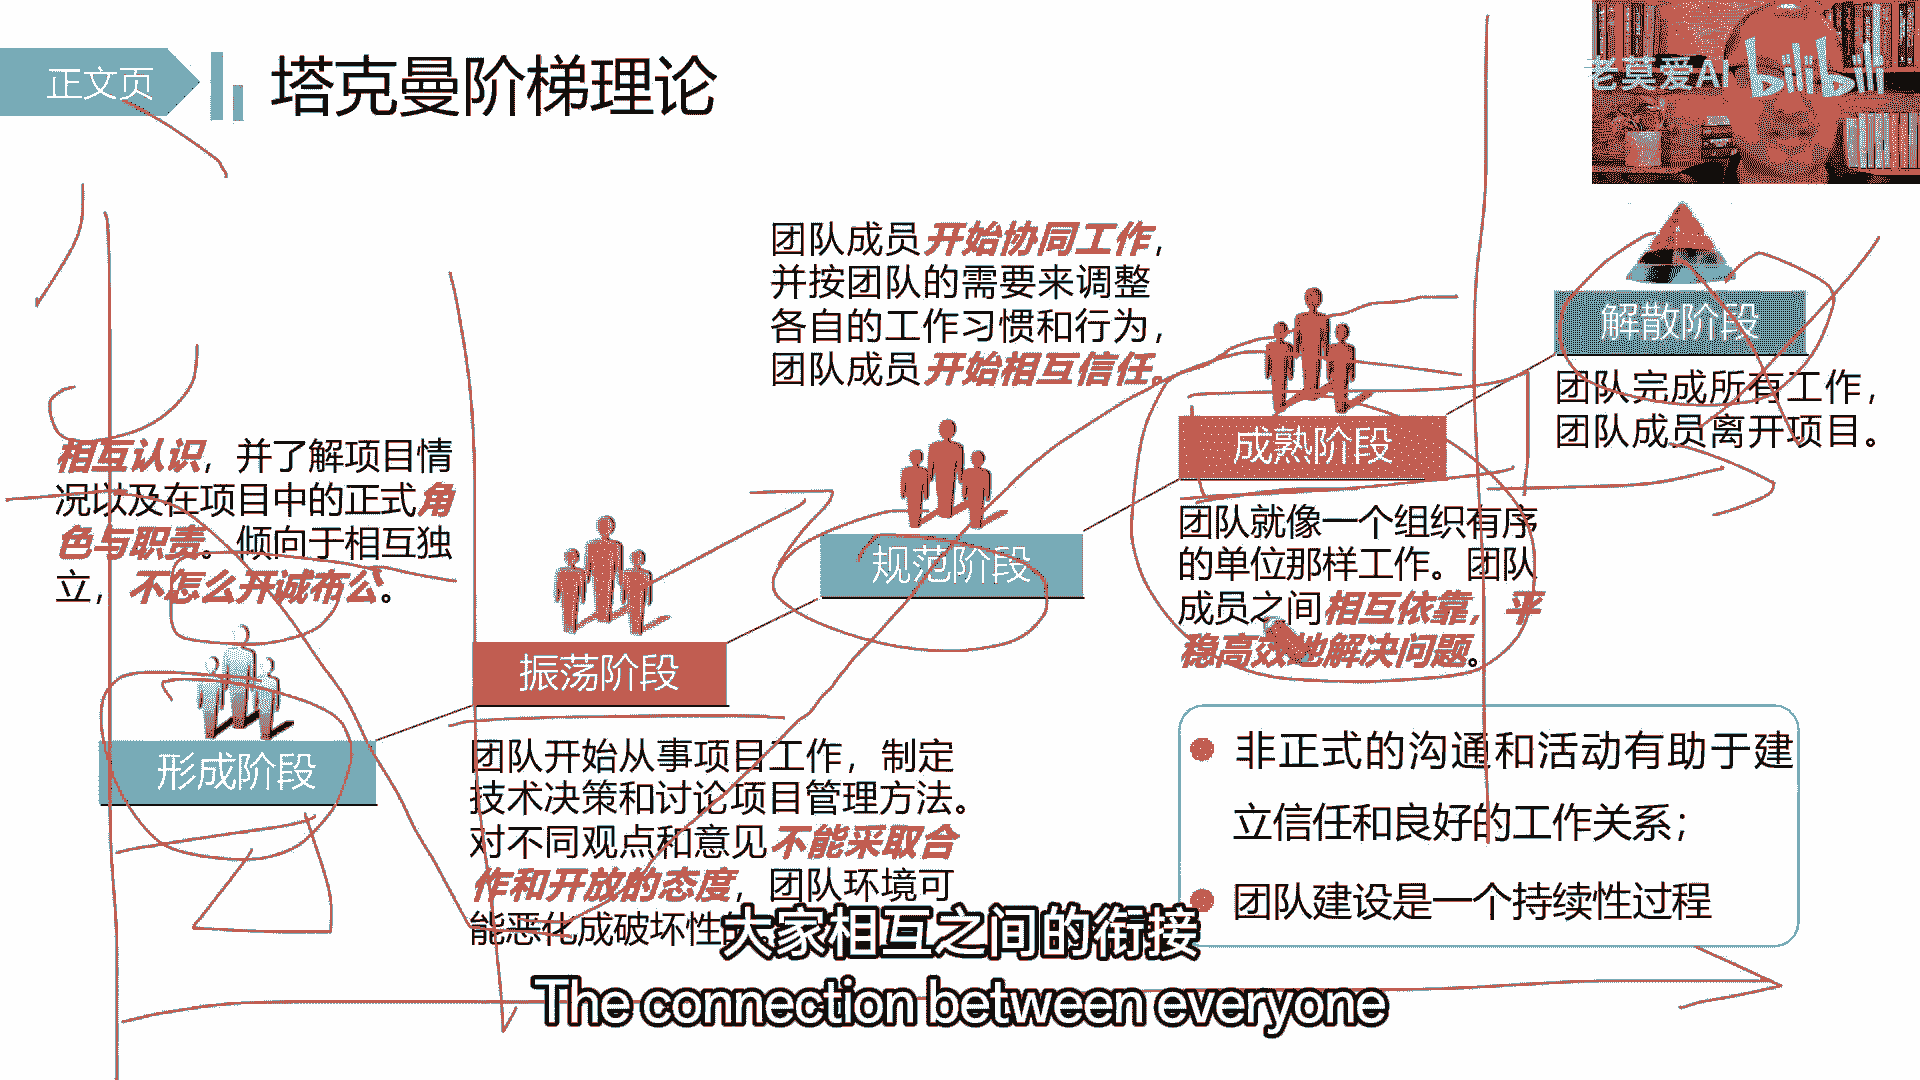 正文页
塔克曼阶梯理论
老莫爱AI
bilibili
团队成员开始协同工作，
并按团队的需要来调整
各自的工作习惯和行为，
团队成员开始相互信任。
解散阶段
团队完成所有工作，
团队成员离开项目。
成熟阶段
团队就像一个组织有序
的单位那样工作。团队
成员之间相互依靠，平
稳高效地解决问题。
相互认识，并了解项目情
况以及在项目中的正式角
色与职责。倾向于相互独
立，不怎么开诚布公。
规范阶段
振荡阶段
形成阶段
团队开始从事项目工作，制定
技术决策和讨论项目管理方法。
对不同观点和意见不能采取合
作和开放的态度，团队环境可
能恶化成破坏性
非正式的沟通和活动有助于建
立信任和良好的工作关系；
团队建设是一个持续性过程
大家相互之间的衔接
The connection between everyone